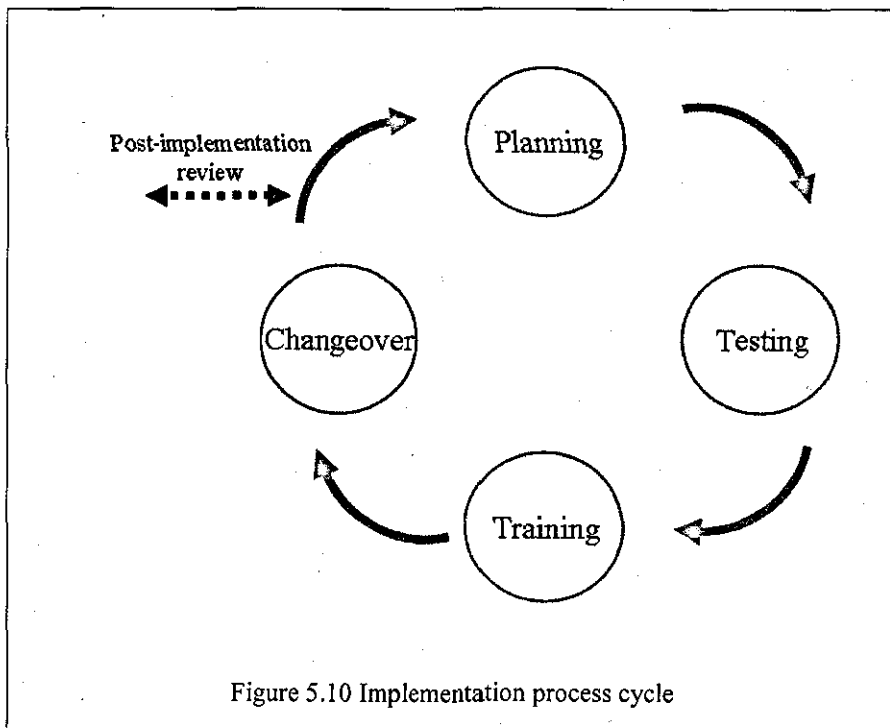 Planning
Post-implementation
review
Changeover
Testing
Training
Figure 5.10 Implementation process cycle